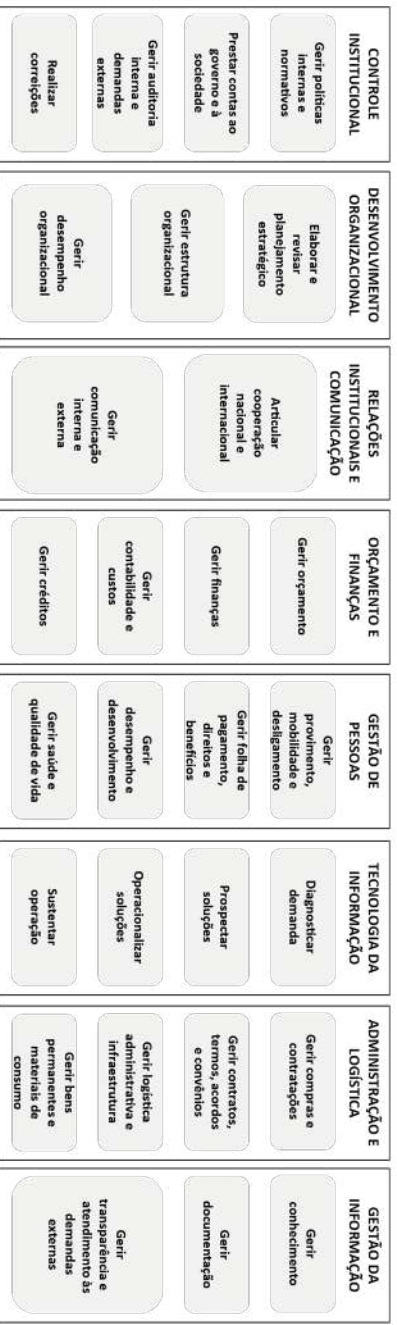 CONTROLE
INSTITUCIONAL
Gerir políticas
internas e
normativos
Prestar contas ao
governo e à
sociedade
Gerir auditoria
interna e
demandas
externas
Realizar
correições
DESENVOLVIMENTO
ORGANIZACIONAL
Elaborar e
revisar
planejamento
estratégico
Gerir estrutura
organizacional
Gerir
desempenho
organizacional
RELAÇÕES
INSTITUCIONAIS E
COMUNICAÇÃO
Articular
cooperação
nacional e
internacional
Gerir
comunicação
interna e
externa
ORÇAMENTO E
FINANÇAS
Gerir orçamento
Gerir finanças
Gerir
contabilidade e
custos
Gerir créditos
GESTÃO DE
PESSOAS
Gerir
provimento,
mobilidade e
desligamento
Gerir folha de
pagamento,
direitos e
benefícios
Gerir
desempenho e
desenvolvimento
Gerir saúde e
qualidade de vida
TECNOLOGIA DA
INFORMAÇÃO
Diagnosticar
demanda
Prospectar
soluções
Operacionalizar
soluções
Sustentar
operação
ADMINISTRAÇÃO E
LOGÍSTICA
Gerir compras e
contratações
Gerir contratos,
termos, acordos
e convênios
Gerir logística
administrativa e
infraestrutura
Gerir bens
permanentes e
materiais de
consumo
GESTÃO DA
INFORMAÇÃO
Gerir
conhecimento
Gerir
documentação
Gerir
transparência e
atendimento às
demandas
externas